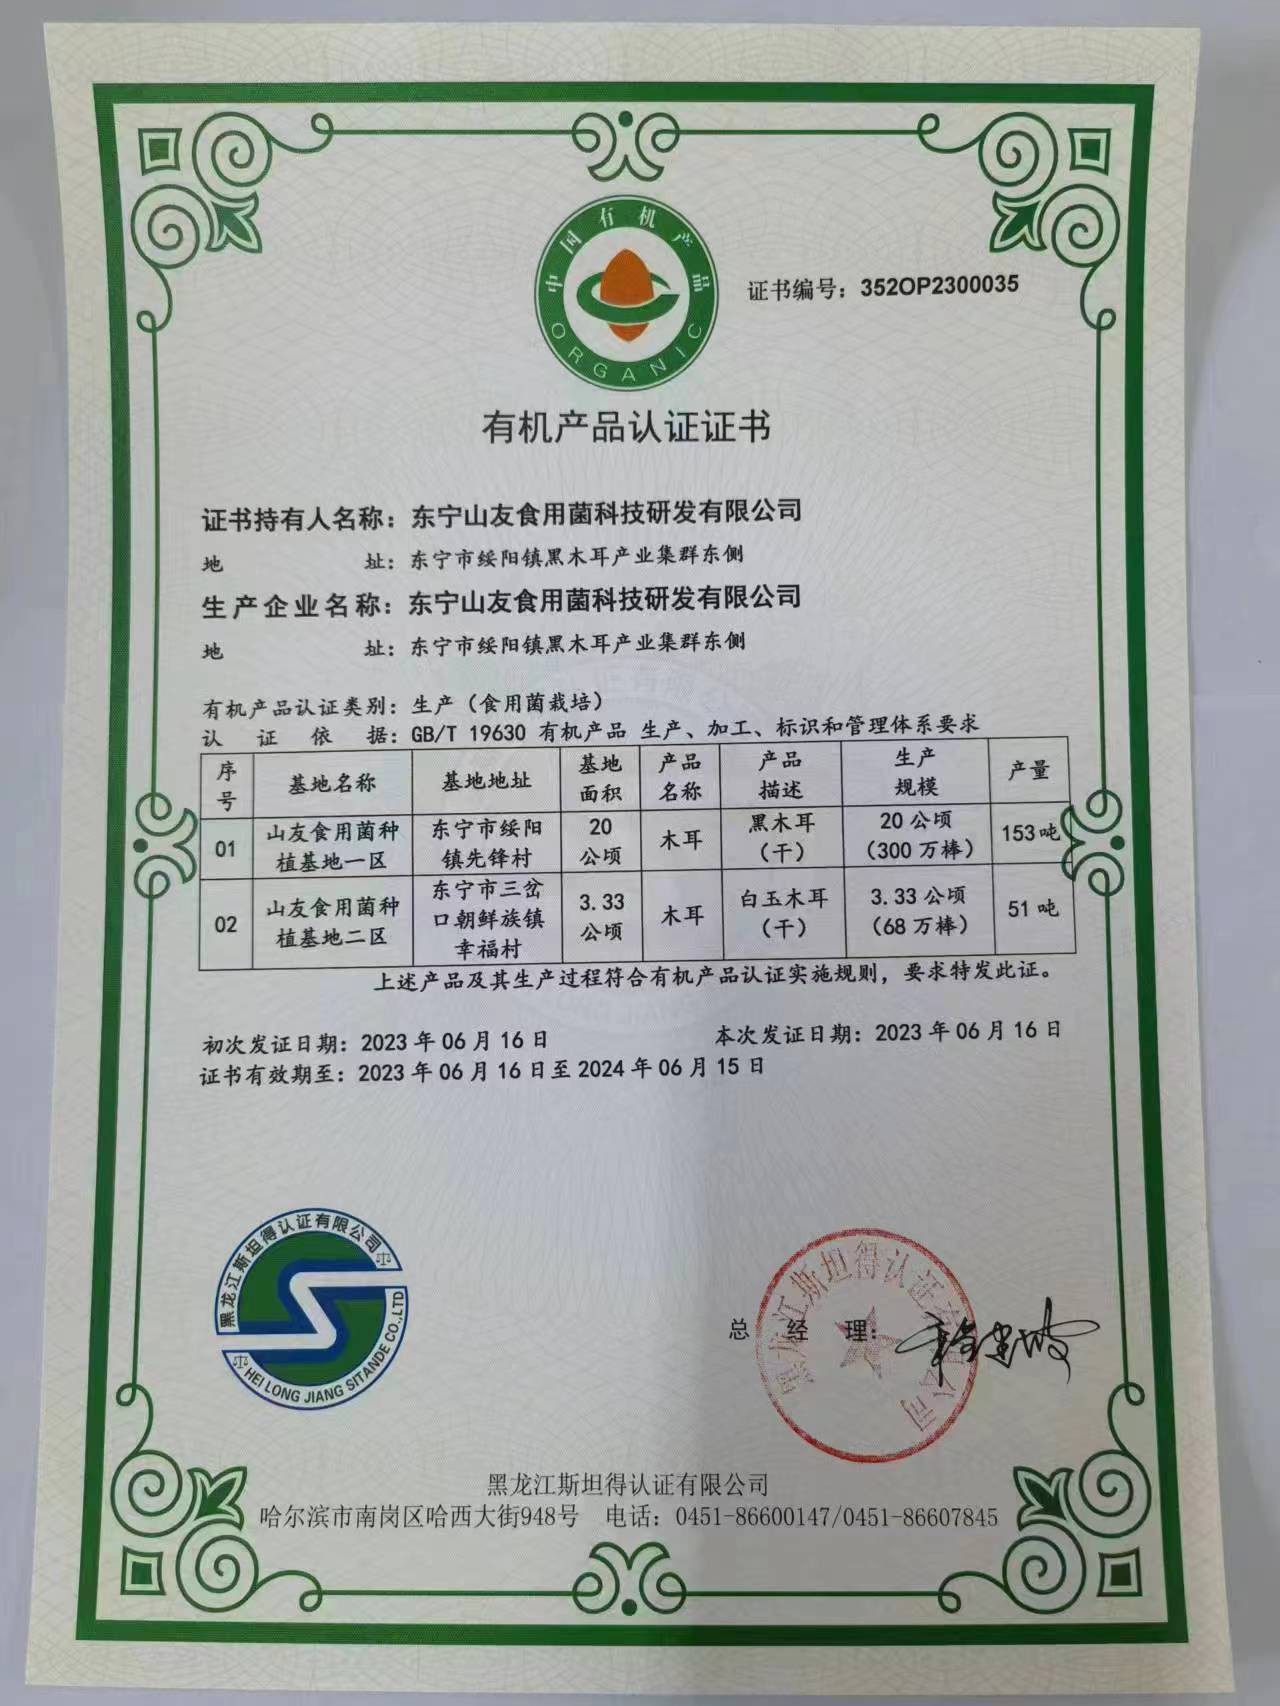 中国有机产品
ORGANIC
证书编号：352OP2300035
有机产品认证证书
证书持有人名称：东宁山友食用菌科技研发有限公司
地 址：东宁市绥阳镇黑木耳产业集群东侧
生产企业名称：东宁山友食用菌科技研发有限公司
地 址：东宁市绥阳镇黑木耳产业集群东侧
有机产品认证类别：生产（食用菌栽培）
认 证 依 据：GB/T 19630 有机产品 生产、加工、标识和管理体系要求
序号 基地名称 基地地址 基地面积 产品名称 产品描述 生产规模 产量
01 山友食用菌种植基地一区 东宁市绥阳镇先锋村 20公顷 木耳 黑木耳（干） 20公顷（300万棒） 153吨
02 山友食用菌种植基地二区 东宁市三岔口朝鲜族镇幸福村 3.33公顷 木耳 白玉木耳（干） 3.33公顷（68万棒） 51吨
上述产品及其生产过程符合有机产品认证实施规则，要求特发此证。
初次发证日期：2023年06月16日 本次发证日期：2023年06月16日
证书有效期至：2023年06月16日至2024年06月15日
黑龙江斯坦得认证有限公司
HEI LONG JIANG SITANDE CO.,LTD
总 经 理：
黑龙江斯坦得认证有限公司
黑龙江斯坦得认证有限公司
哈尔滨市南岗区哈西大街948号 电话：0451-86600147/0451-86607845